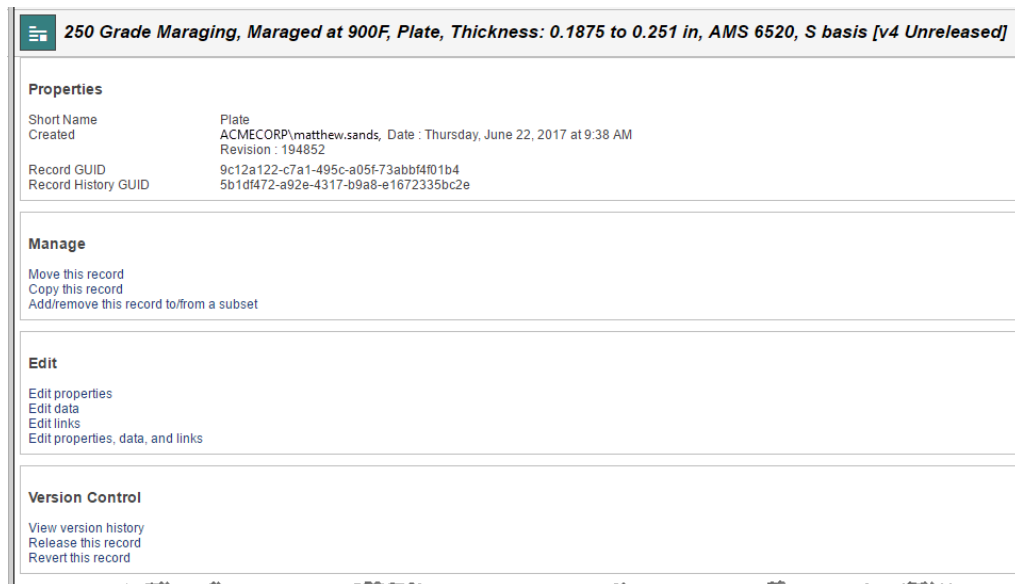 250 Grade Maraging, Maraged at 900F, Plate, Thickness: 0.1875 to 0.251 in, AMS 6520, S basis [v4 Unreleased]
Properties
Short Name Plate
Created ACMECORP\matthew.sands, Date : Thursday, June 22, 2017 at 9:38 AM
Revision : 194852
Record GUID 9c12a122-c7a1-495c-a05f-73abbf4f01b4
Record History GUID 5b1df472-a92e-4317-b9a8-e1672335bc2e
Manage
Move this record
Copy this record
Add/remove this record to/from a subset
Edit
Edit properties
Edit data
Edit links
Edit properties, data, and links
Version Control
View version history
Release this record
Revert this record